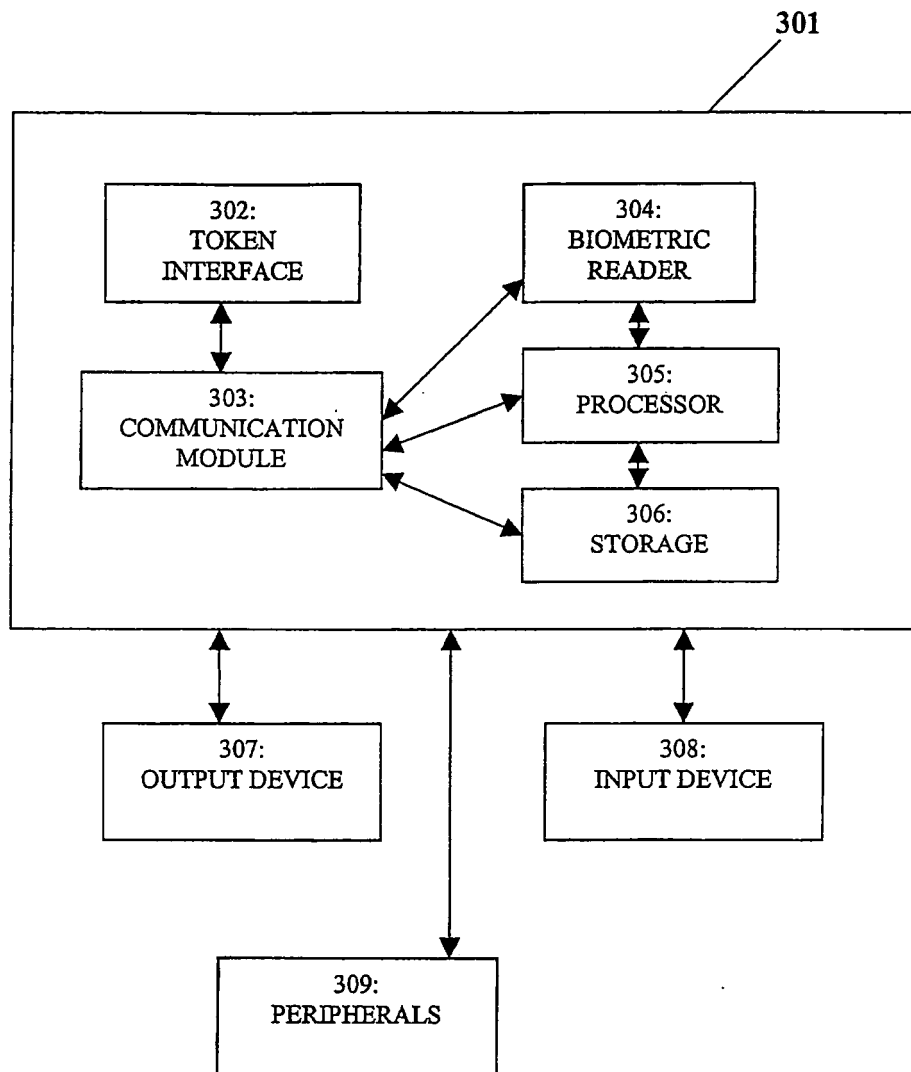 301
302:
TOKEN
INTERFACE
304:
BIOMETRIC
READER
303:
COMMUNICATION
MODULE
305:
PROCESSOR
306:
STORAGE
307:
OUTPUT DEVICE
308:
INPUT DEVICE
309:
PERIPHERALS